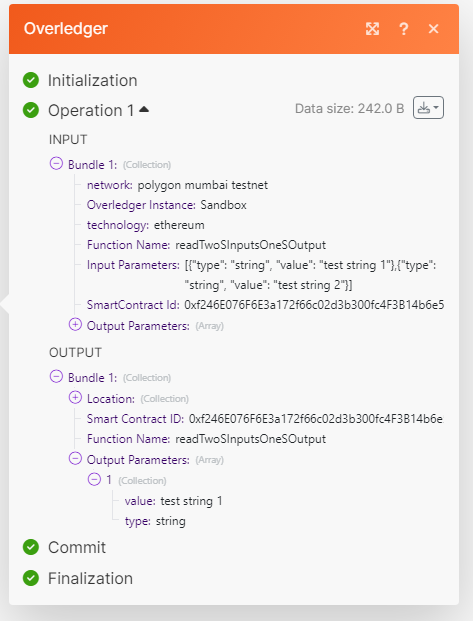 Overledger
?
Initialization
Operation 1
Data size: 242.0 B
INPUT
Bundle 1: (Collection)
network: polygon mumbai testnet
Overledger Instance: Sandbox
technology: ethereum
Function Name: readTwoSInputsOneSOutput
Input Parameters: [{"type": "string", "value": "test string 1"},{"type":
"string", "value": "test string 2"}]
SmartContract Id: 0xf246E076F6E3a172f66c02d3b300fc4F3B14b6e5
Output Parameters: (Array)
OUTPUT
Bundle 1: (Collection)
Location: (Collection)
Smart Contract ID: 0xf246E076F6E3a172f66c02d3b300fc4F3B14b6e
Function Name: readTwoSInputsOneSOutput
Output Parameters: (Array)
1 (Collection)
value: test string 1
type: string
Commit
Finalization